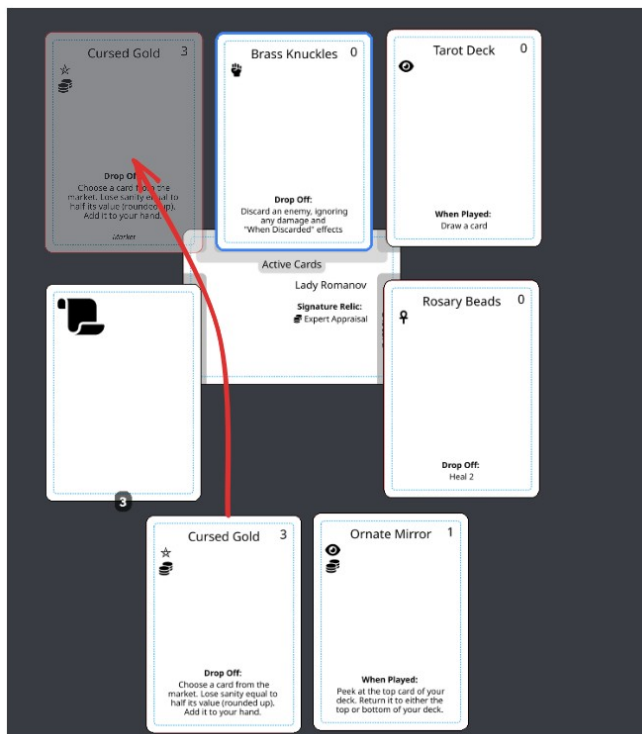 Cursed Gold 3
Drop Off:
Choose a card from the
market. Lose sanity equal to
half its value (rounded up).
Add it to your hand.
Market
Brass Knuckles 0
Drop Off:
Discard an enemy, ignoring
any damage and
"When Discarded" effects
Tarot Deck 0
When Played:
Draw a card
Active Cards
Lady Romanov
Signature Relic:
Expert Appraisal
3
Rosary Beads 0
Drop Off:
Heal 2
Cursed Gold 3
Drop Off:
Choose a card from the
market. Lose sanity equal to
half its value (rounded up).
Add it to your hand.
Ornate Mirror 1
When Played:
Peek at the top card of your
deck. Return it to either the
top or bottom of your deck.